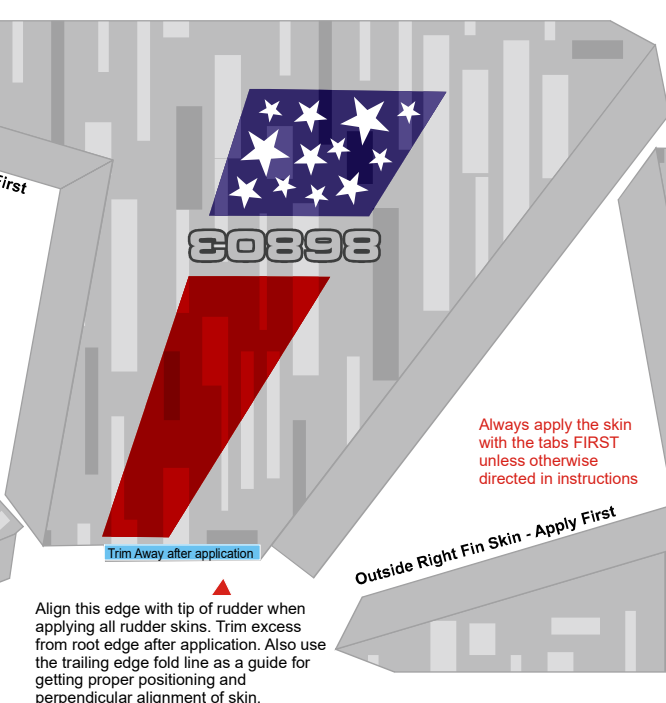 First
86803
Always apply the skin
with the tabs FIRST
unless otherwise
directed in instructions
Outside Right Fin Skin - Apply First
Trim Away after application
Align this edge with tip of rudder when
applying all rudder skins. Trim excess
from root edge after application. Also use
the trailing edge fold line as a guide for
getting proper positioning and
perpendicular alignment of skin.